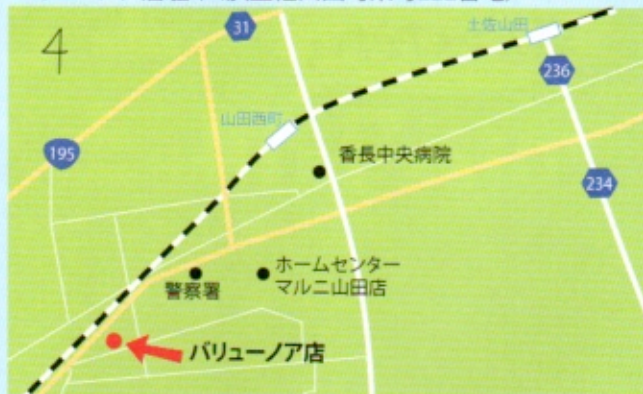 4
31
土佐山田
236
山田西町
195
香長中央病院
234
ホームセンター
マルニ山田店
警察署
バリューノア店